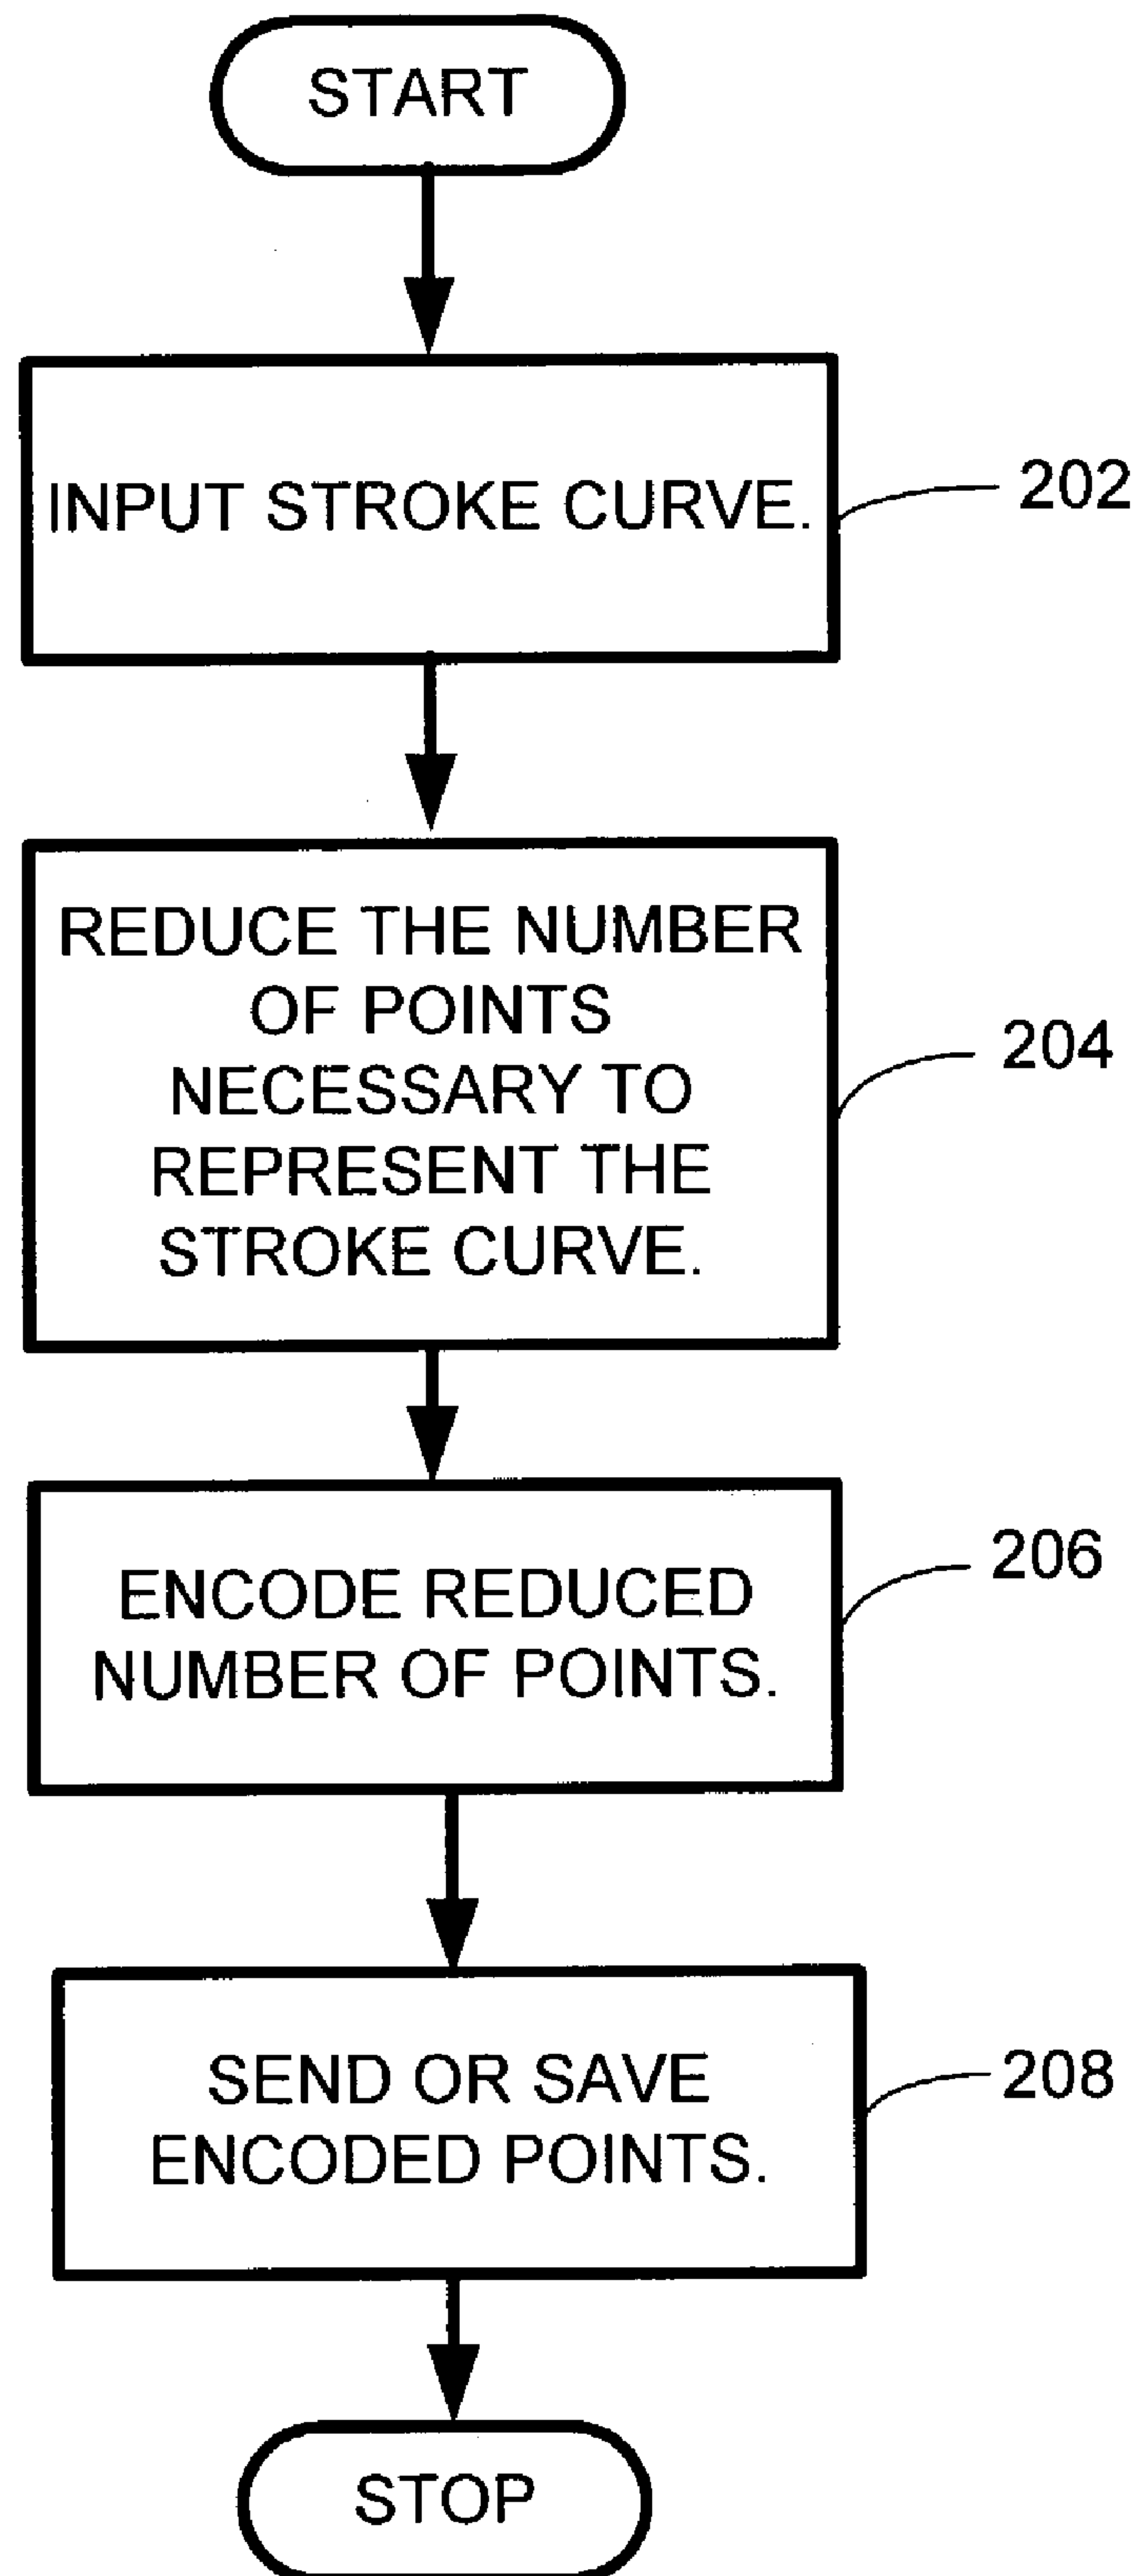 START
INPUT STROKE CURVE.
202
REDUCE THE NUMBER
OF POINTS
NECESSARY TO
REPRESENT THE
STROKE CURVE.
204
ENCODE REDUCED
NUMBER OF POINTS.
206
SEND OR SAVE
ENCODED POINTS.
208
STOP